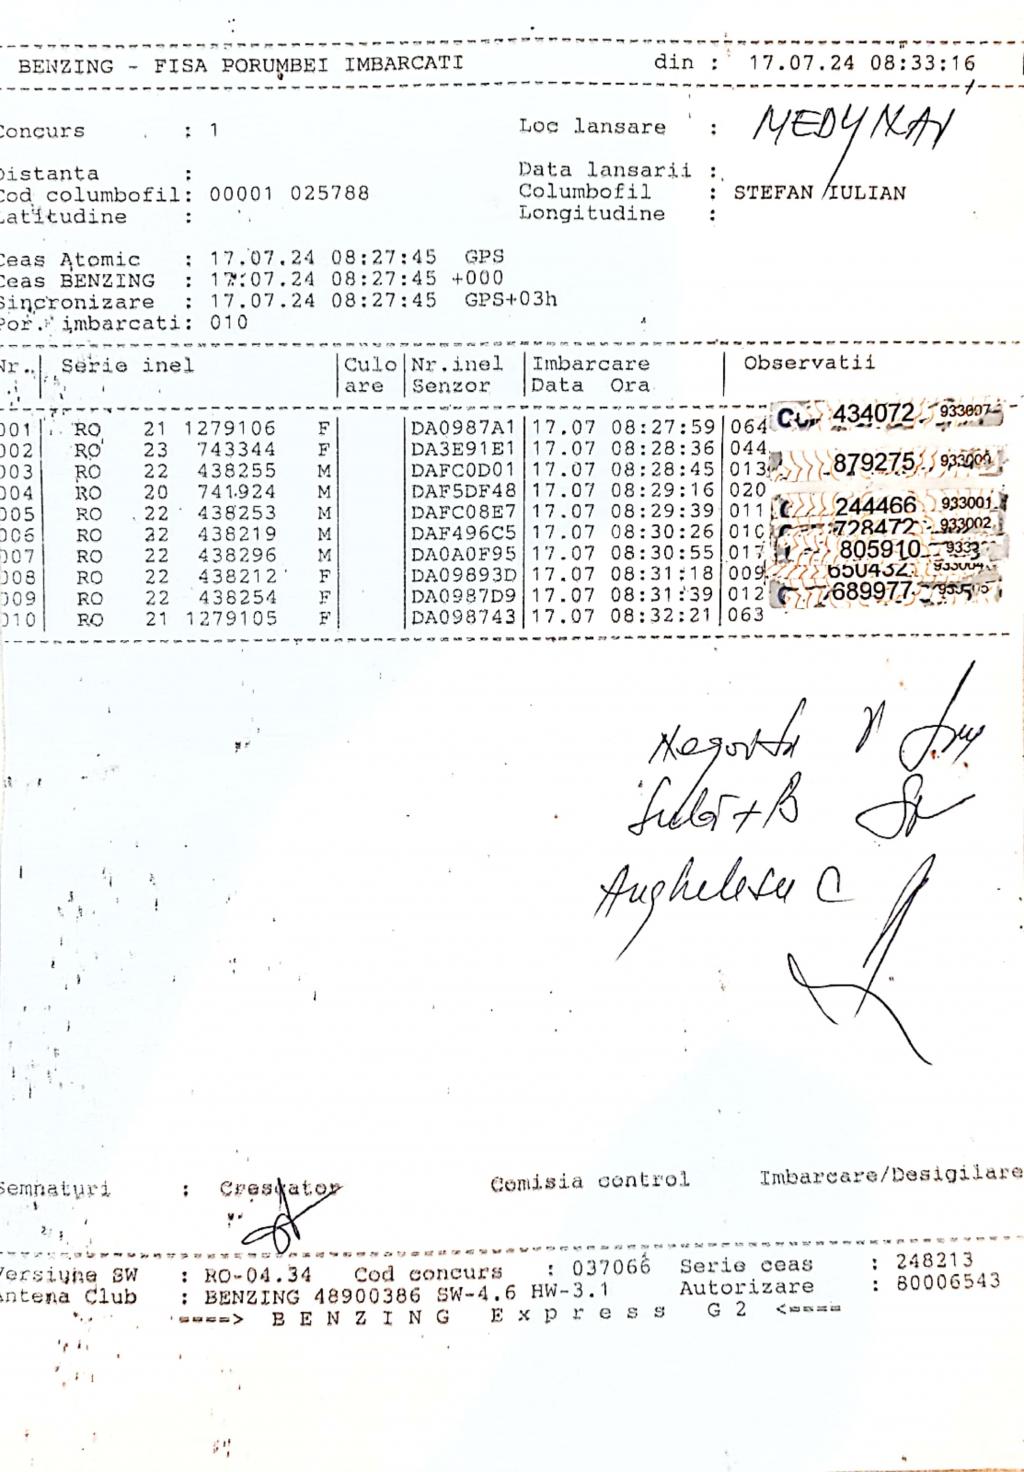 BENZING - FISA PORUMBEI IMBARCATI din : 17.07.24 08:33:16
Concurs : 1 Loc lansare : MEDYNAY
Distanta : Data lansarii :
Cod columbofil: 00001 025788 Columbofil : STEFAN IULIAN
Latitudine : Longitudine :
Ceas Atomic : 17.07.24 08:27:45 GPS
Ceas BENZING : 17.07.24 08:27:45 +000
Sincronizare : 17.07.24 08:27:45 GPS+03h
Por. imbarcati: 010
Nr. Serie inel Culo Nr.inel Imbarcare Observatii
are Senzor Data Ora
001 RO 21 1279106 F DA0987A1 17.07 08:27:59 064 434072 933007
002 RO 23 743344 F DA3E91E1 17.07 08:28:36 044
003 RO 22 438255 M DAFC0D01 17.07 08:28:45 013 879275
004 RO 20 741924 M DAF5DF48 17.07 08:29:16 020
005 RO 22 438253 M DAFC08E7 17.07 08:29:39 011 244466 933001
006 RO 22 438219 M DAF496C5 17.07 08:30:26 010 728472 933002
007 RO 22 438296 M DA0A0F95 17.07 08:30:55 017 805910
008 RO 22 438212 F DA09893D 17.07 08:31:18 009 650432 933004
009 RO 22 438254 F DA0987D9 17.07 08:31:39 012 689977
010 RO 21 1279105 F DA098743 17.07 08:32:21 063
Anghelescu C
Semnaturi : Crescator Comisia control Imbarcare/Desigilare
Versiune SW : RO-04.34 Cod concurs : 037066 Serie ceas : 248213
Antena Club : BENZING 48900386 SW-4.6 HW-3.1 Autorizare : 80006543
====> B E N Z I N G E x p r e s s G 2 <====